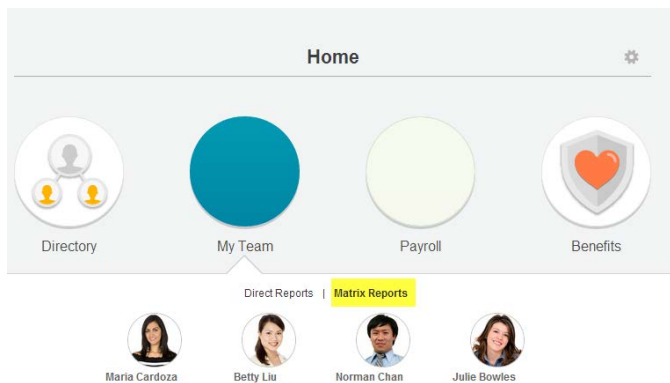 Home
Directory
My Team
Payroll
Benefits
Direct Reports | Matrix Reports
Maria Cardoza
Betty Liu
Norman Chan
Julie Bowles